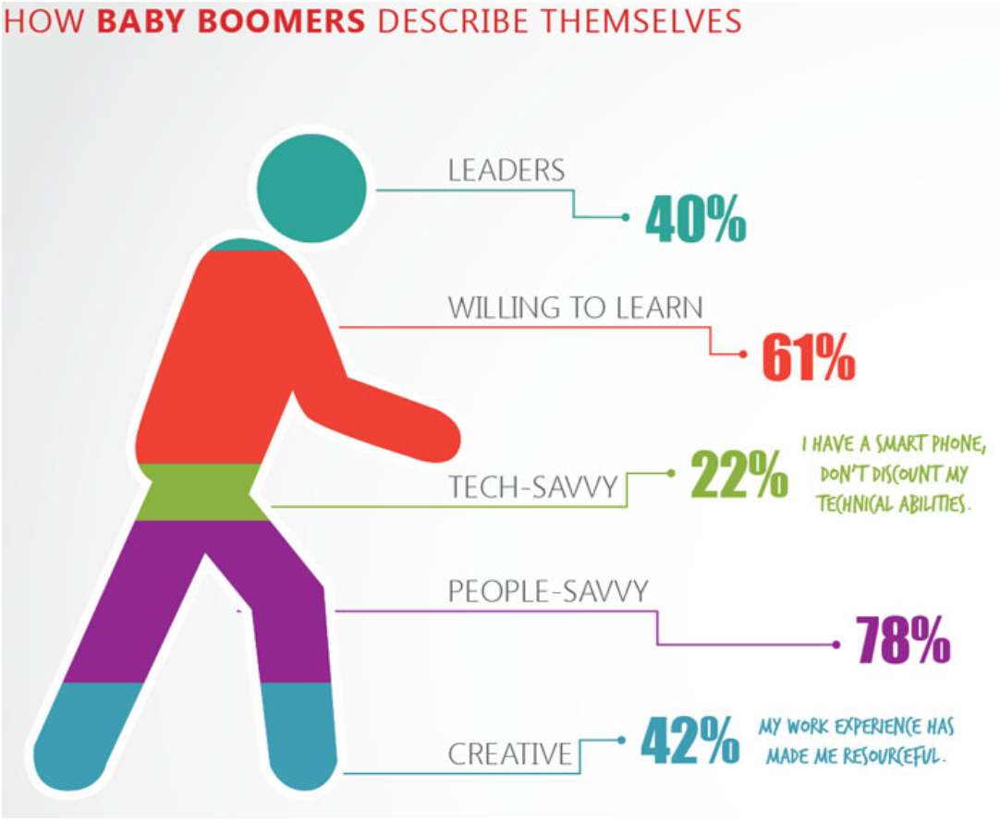 HOW BABY BOOMERS DESCRIBE THEMSELVES
LEADERS
40%
WILLING TO LEARN
61%
TECH-SAVVY
22%
I HAVE A SMART PHONE,
DON'T DISCOUNT MY
TECHNICAL ABILITIES.
PEOPLE-SAVVY
78%
CREATIVE
42%
MY WORK EXPERIENCE HAS
MADE ME RESOURCEFUL.